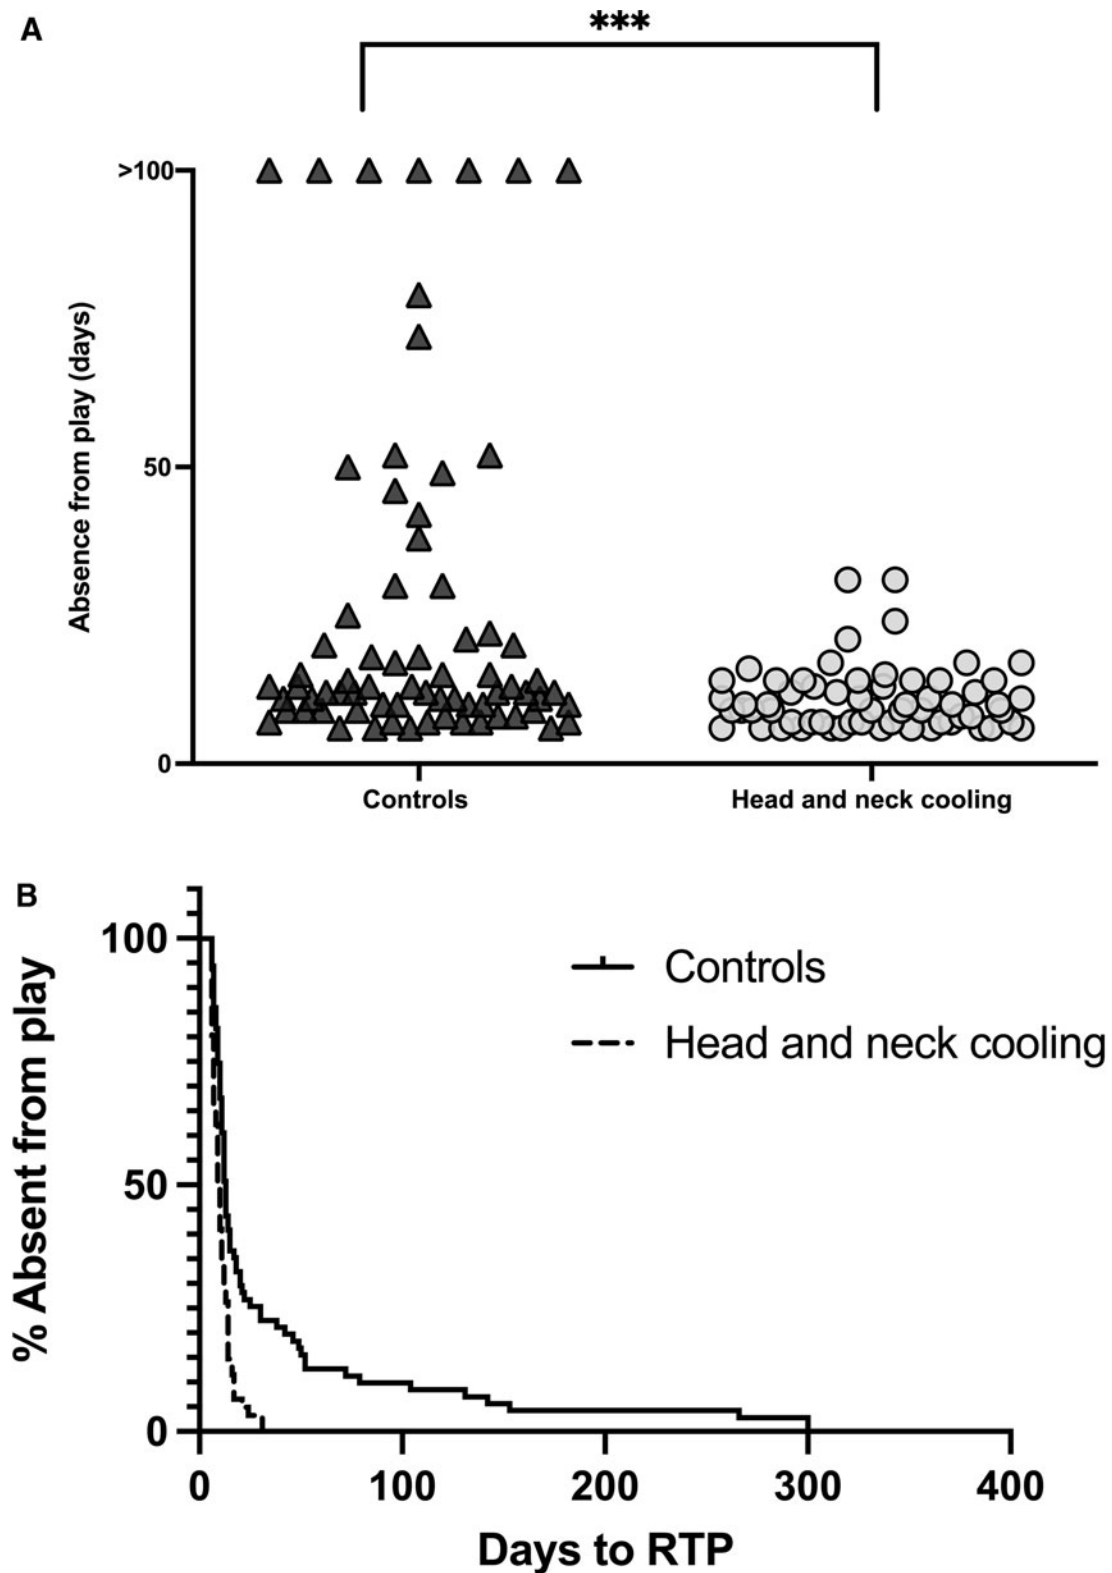 A
***
>100
50
0
Absence from play (days)
Controls
Head and neck cooling
B
100
50
0
% Absent from play
Controls
Head and neck cooling
0 100 200 300 400
Days to RTP